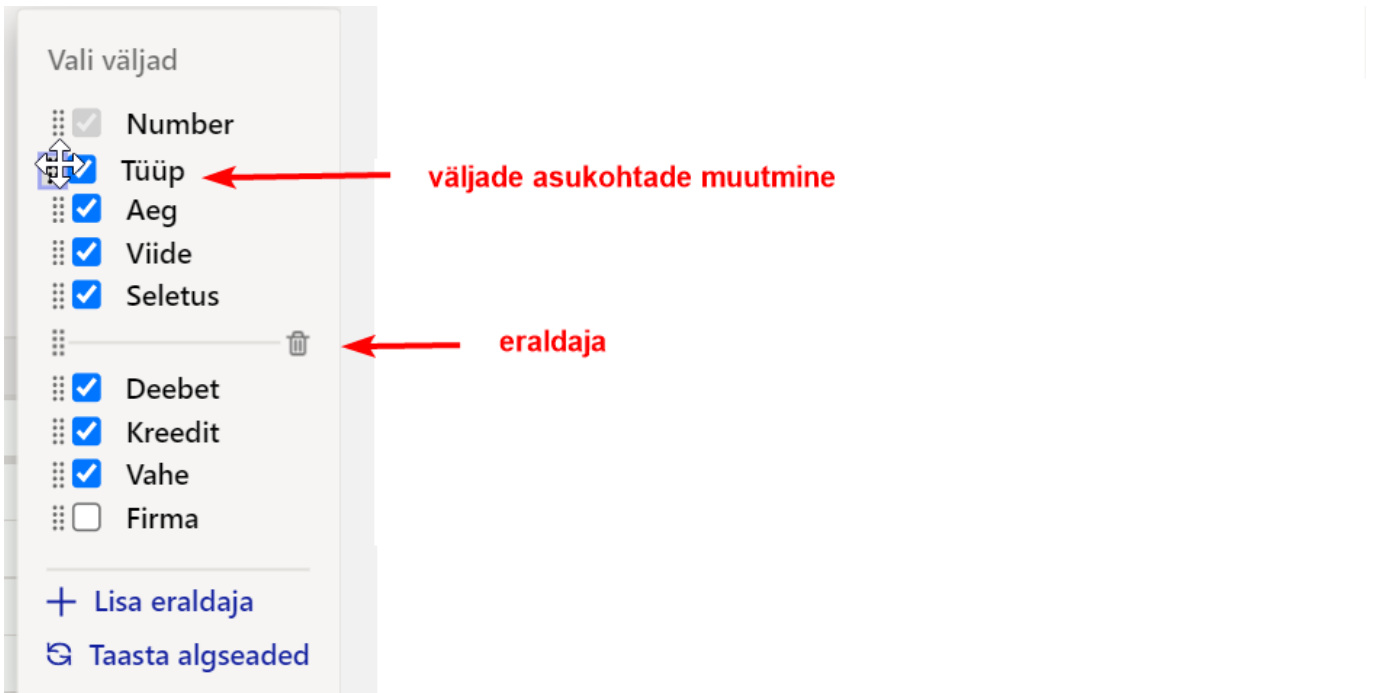 Vali väljad
Number
Tüüp
väljade asukohtade muutmine
Aeg
Viide
Seletus
eraldaja
Deebet
Kreedit
Vahe
Firma
Lisa eraldaja
Taasta algseaded